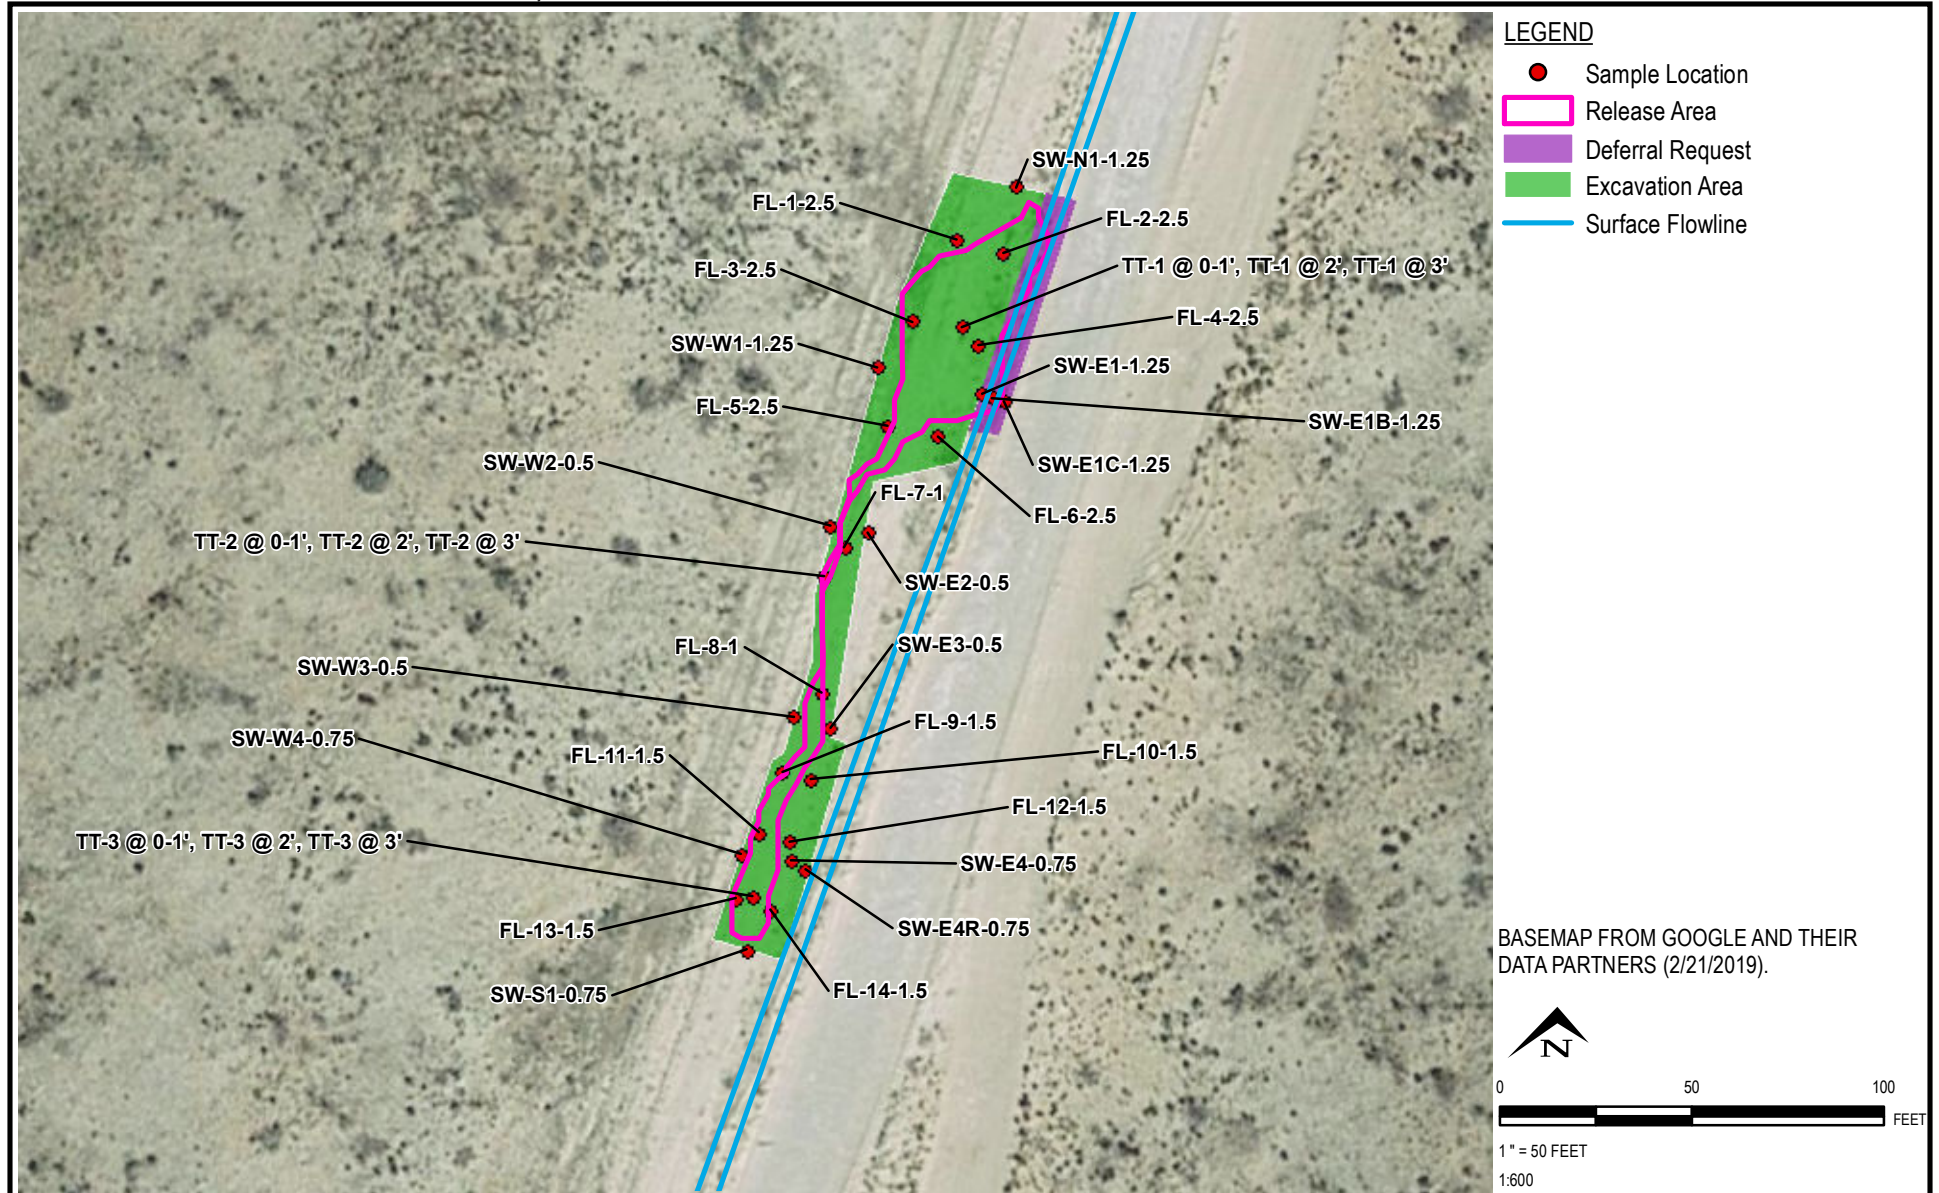 LEGEND
Sample Location
Release Area
Deferral Request
Excavation Area
Surface Flowline
SW-N1-1.25
FL-1-2.5
FL-2-2.5
TT-1 @ 0-1', TT-1 @ 2', TT-1 @ 3'
FL-3-2.5
FL-4-2.5
SW-W1-1.25
SW-E1-1.25
FL-5-2.5
SW-E1B-1.25
SW-W2-0.5
SW-E1C-1.25
FL-7-1
FL-6-2.5
TT-2 @ 0-1', TT-2 @ 2', TT-2 @ 3'
SW-E2-0.5
FL-8-1
SW-E3-0.5
SW-W3-0.5
FL-9-1.5
SW-W4-0.75
FL-11-1.5
FL-10-1.5
FL-12-1.5
TT-3 @ 0-1', TT-3 @ 2', TT-3 @ 3'
SW-E4-0.75
FL-13-1.5
SW-E4R-0.75
SW-S1-0.75
FL-14-1.5
BASEMAP FROM GOOGLE AND THEIR
DATA PARTNERS (2/21/2019).
N
0 50 100
FEET
1 " = 50 FEET
1:600